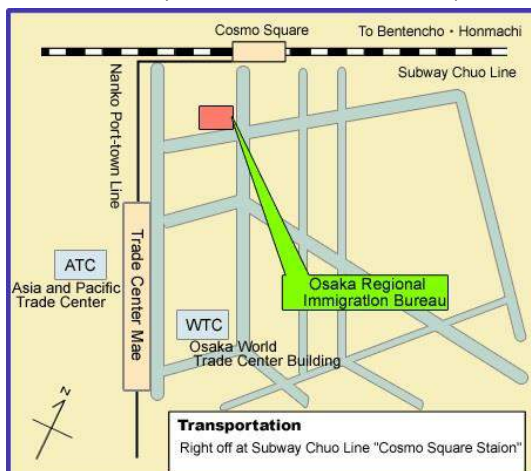 Cosmo Square
To Bentencho・Honmachi
Subway Chuo Line
Nanko Port-town Line
Trade Center Mae
ATC
Asia and Pacific
Trade Center
Osaka Regional
Immigration Bureau
WTC
Osaka World
Trade Center Building
N
Transportation
Right off at Subway Chuo Line "Cosmo Square Staion"